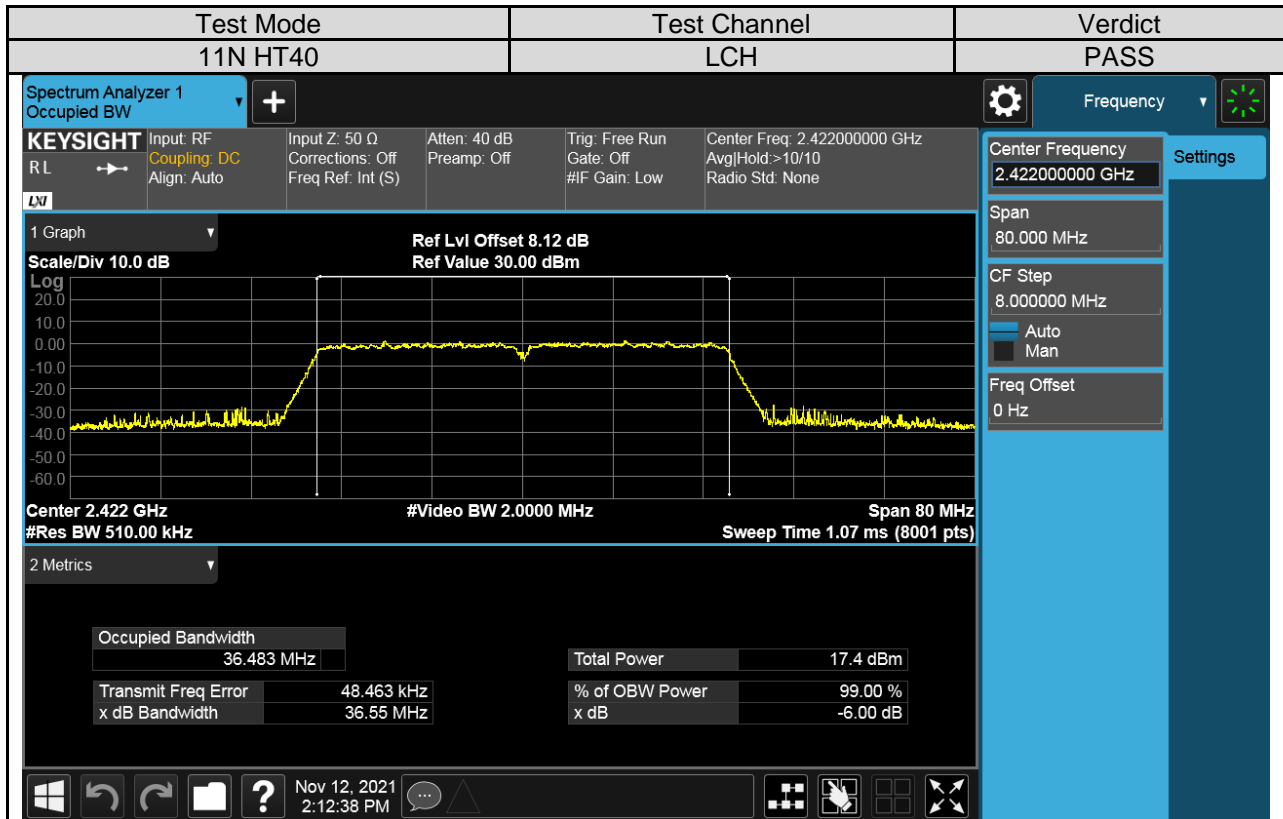 Test Mode Test Channel Verdict
11N HT40 LCH PASS
Spectrum Analyzer 1
Occupied BW
+
Frequency
KEYSIGHT
R L
LXI
Input: RF
Coupling: DC
Align: Auto
Input Z: 50 Ω
Corrections: Off
Freq Ref: Int (S)
Atten: 40 dB
Preamp: Off
Trig: Free Run
Gate: Off
#IF Gain: Low
Center Freq: 2.422000000 GHz
Avg|Hold:>10/10
Radio Std: None
Center Frequency
2.422000000 GHz
Settings
Span
80.000 MHz
CF Step
8.000000 MHz
Auto
Man
Freq Offset
0 Hz
1 Graph
Scale/Div 10.0 dB
Ref Lvl Offset 8.12 dB
Ref Value 30.00 dBm
Log
20.0
10.0
0.00
-10.0
-20.0
-30.0
-40.0
-50.0
-60.0
Center 2.422 GHz
#Res BW 510.00 kHz
#Video BW 2.0000 MHz
Span 80 MHz
Sweep Time 1.07 ms (8001 pts)
2 Metrics
Occupied Bandwidth
36.483 MHz
Total Power 17.4 dBm
Transmit Freq Error 48.463 kHz
% of OBW Power 99.00 %
x dB Bandwidth 36.55 MHz
x dB -6.00 dB
?
Nov 12, 2021
2:12:38 PM